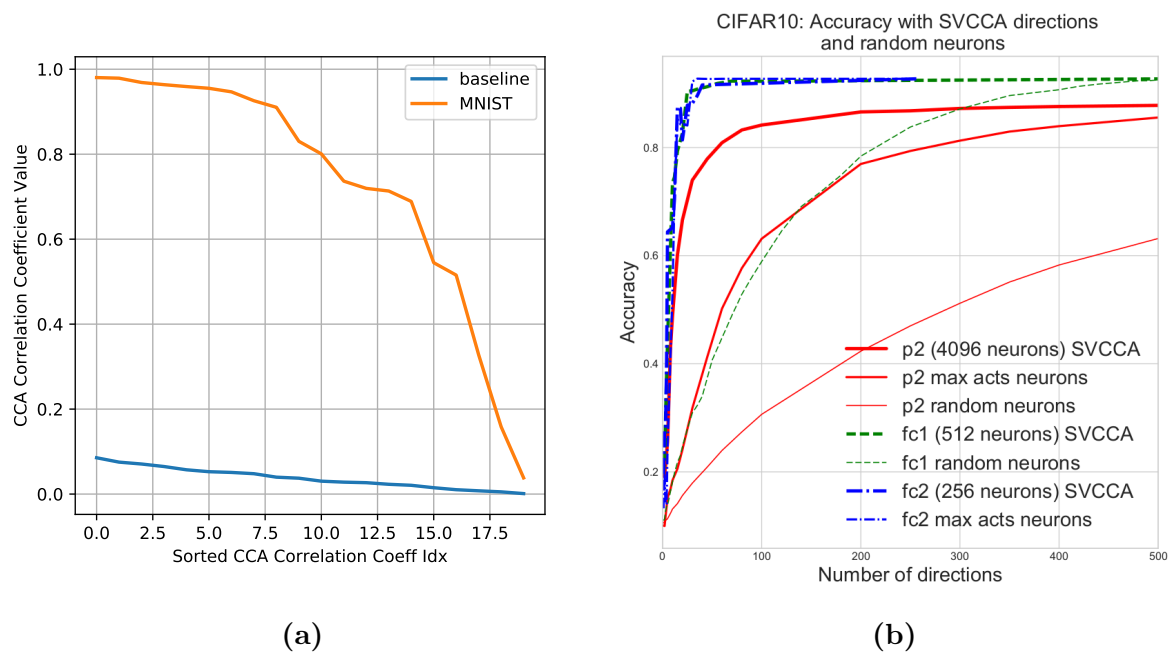 1.0
0.8
0.6
0.4
0.2
0.0
CCA Correlation Coefficient Value
baseline
MNIST
0.0 2.5 5.0 7.5 10.0 12.5 15.0 17.5
Sorted CCA Correlation Coeff Idx
(a)
CIFAR10: Accuracy with SVCCA directions
and random neurons
0.8
0.6
0.4
0.2
Accuracy
p2 (4096 neurons) SVCCA
p2 max acts neurons
p2 random neurons
fc1 (512 neurons) SVCCA
fc1 random neurons
fc2 (256 neurons) SVCCA
fc2 max acts neurons
0 100 200 300 400 500
Number of directions
(b)